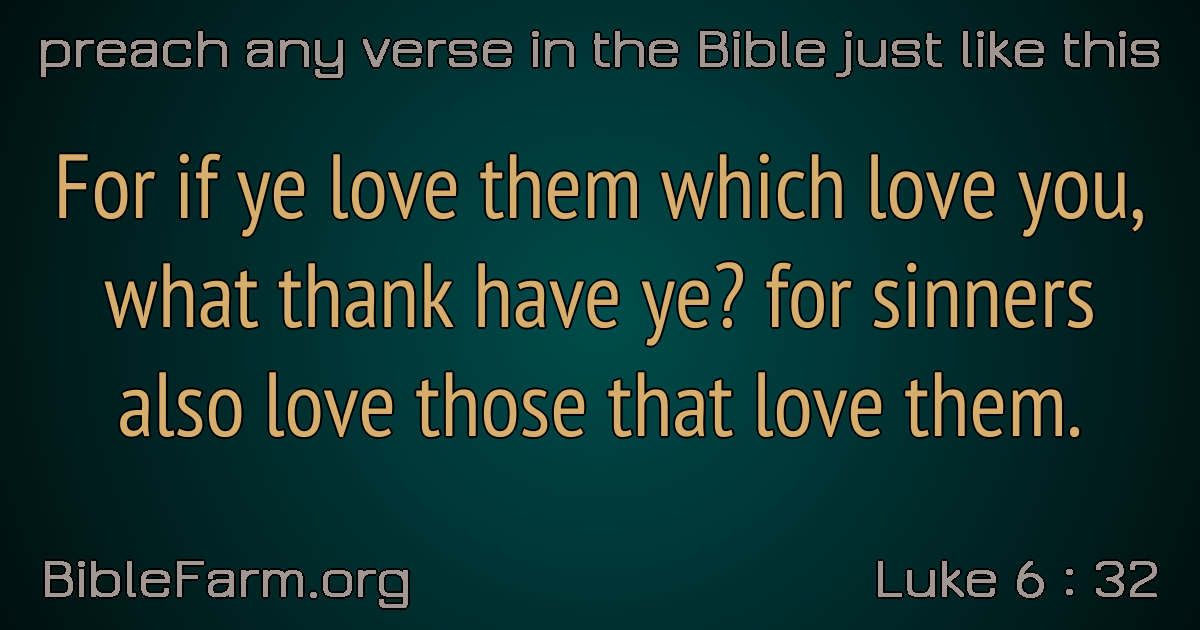 preach any verse in the Bible just like this
For if ye love them which love you,
what thank have ye? for sinners
also love those that love them.
BibleFarm.org
Luke 6 : 32